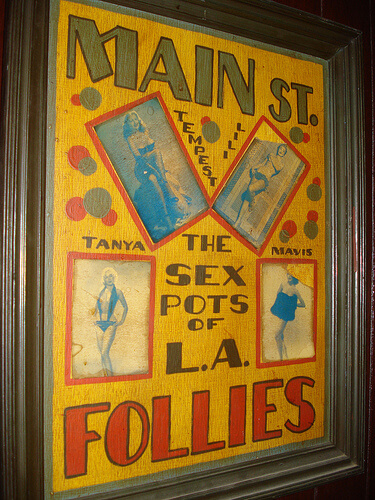 MAIN ST.
TEMPEST
LILI
TANYA
THE
MAVIS
SEX
POTS
OF
L.A.
FOLLIES